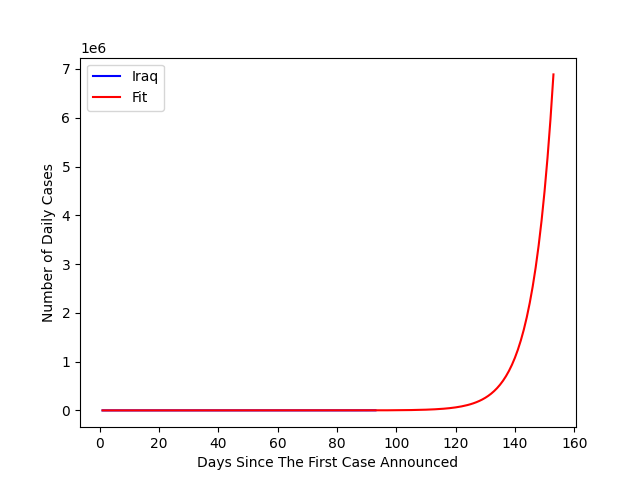 1e6
7
6
5
4
3
2
1
0
Iraq
Fit
Number of Daily Cases
0 20 40 60 80 100 120 140 160
Days Since The First Case Announced